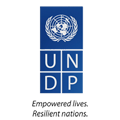 U N
D P
Empowered lives.
Resilient nations.